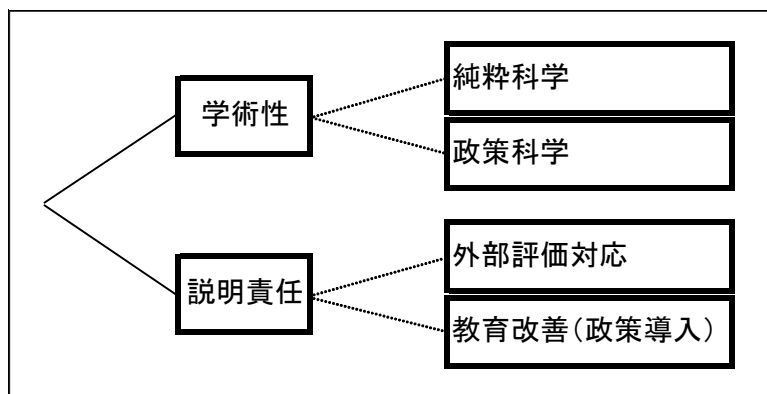 学術性
純粋科学
政策科学
説明責任
外部評価対応
教育改善(政策導入)